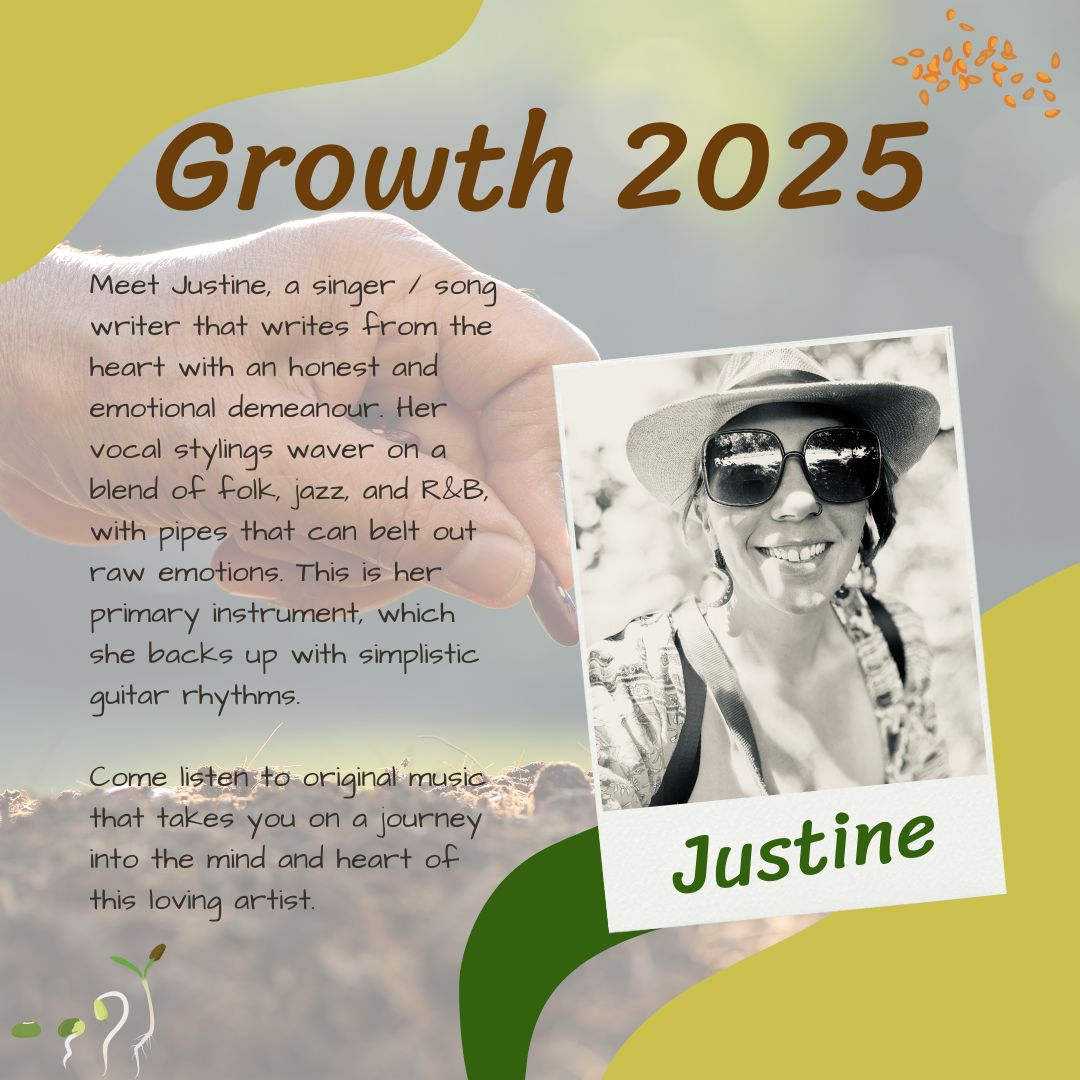 Growth 2025
Meet Justine, a singer / song
writer that writes from the
heart with an honest and
emotional demeanour. Her
vocal stylings waver on a
blend of folk, jazz, and R&B,
with pipes that can belt out
raw emotions. This is her
primary instrument, which
she backs up with simplistic
guitar rhythms.
Come listen to original music
that takes you on a journey
into the mind and heart of
this loving artist.
Justine